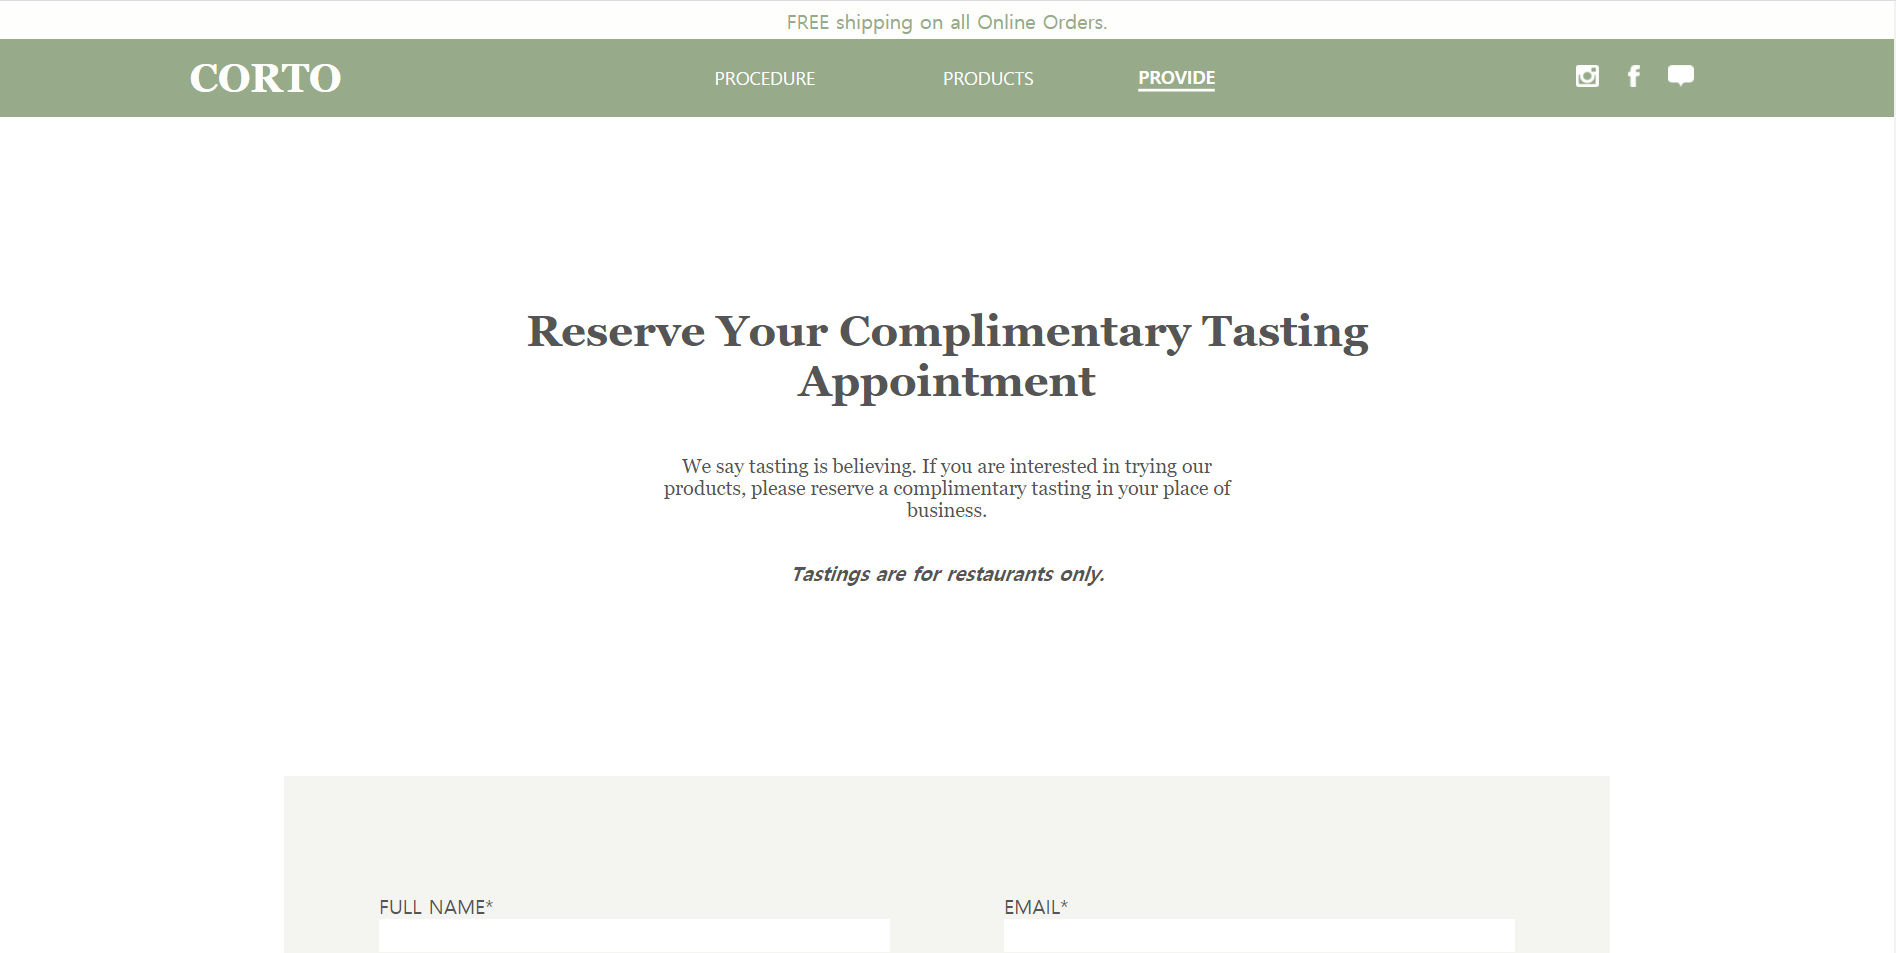 FREE shipping on all Online Orders.
CORTO
PROCEDURE
PRODUCTS
PROVIDE
Reserve Your Complimentary Tasting
Appointment
We say tasting is believing. If you are interested in trying our
products, please reserve a complimentary tasting in your place of
business.
Tastings are for restaurants only.
FULL NAME*
EMAIL*